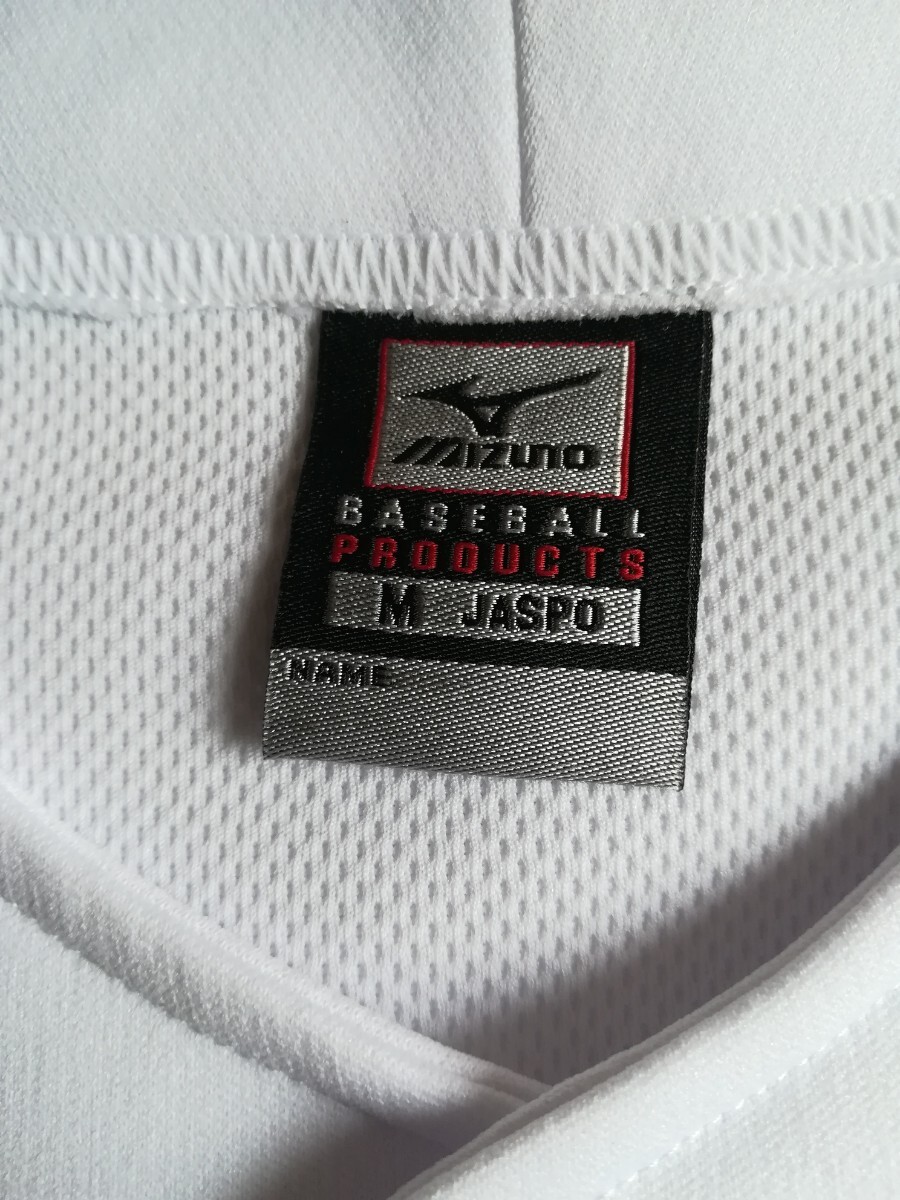 MIZUNO
BASEBALL
PRODUCTS
M JASPO
NAME